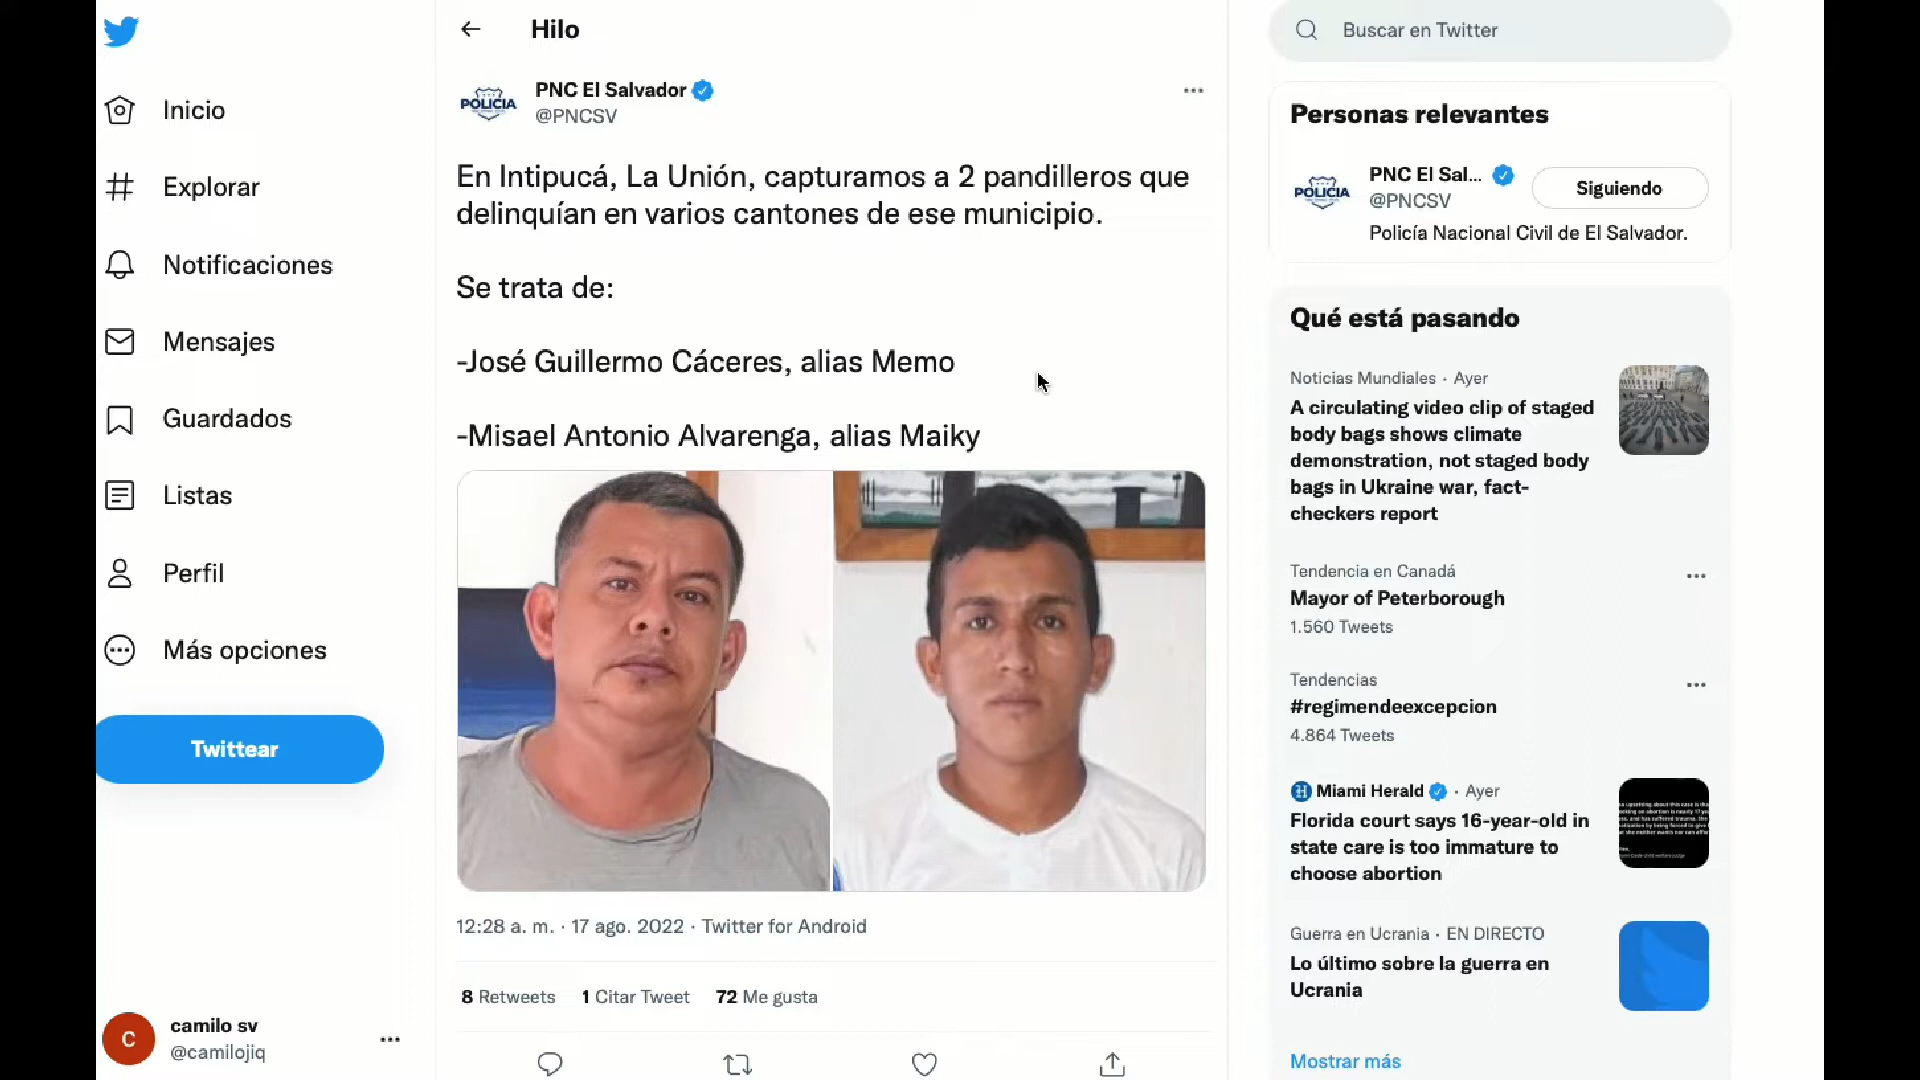 Inicio
Explorar
Notificaciones
Mensajes
Guardados
Listas
Perfil
Más opciones
Twittear
C
camilo sv
@camilojiq
Hilo
POLICIA
PNC El Salvador
@PNCSV
En Intipucá, La Unión, capturamos a 2 pandilleros que
delinquían en varios cantones de ese municipio.
Se trata de:
-José Guillermo Cáceres, alias Memo
-Misael Antonio Alvarenga, alias Maiky
12:28 a. m. · 17 ago. 2022 · Twitter for Android
8 Retweets 1 Citar Tweet 72 Me gusta
Buscar en Twitter
Personas relevantes
POLICIA
PNC El Sal...
@PNCSV
Siguiendo
Policía Nacional Civil de El Salvador.
Qué está pasando
Noticias Mundiales · Ayer
A circulating video clip of staged
body bags shows climate
demonstration, not staged body
bags in Ukraine war, fact-
checkers report
Tendencia en Canadá
Mayor of Peterborough
1.560 Tweets
Tendencias
#regimendeexcepcion
4.864 Tweets
Miami Herald · Ayer
Florida court says 16-year-old in
state care is too immature to
choose abortion
Guerra en Ucrania · EN DIRECTO
Lo último sobre la guerra en
Ucrania
Mostrar más